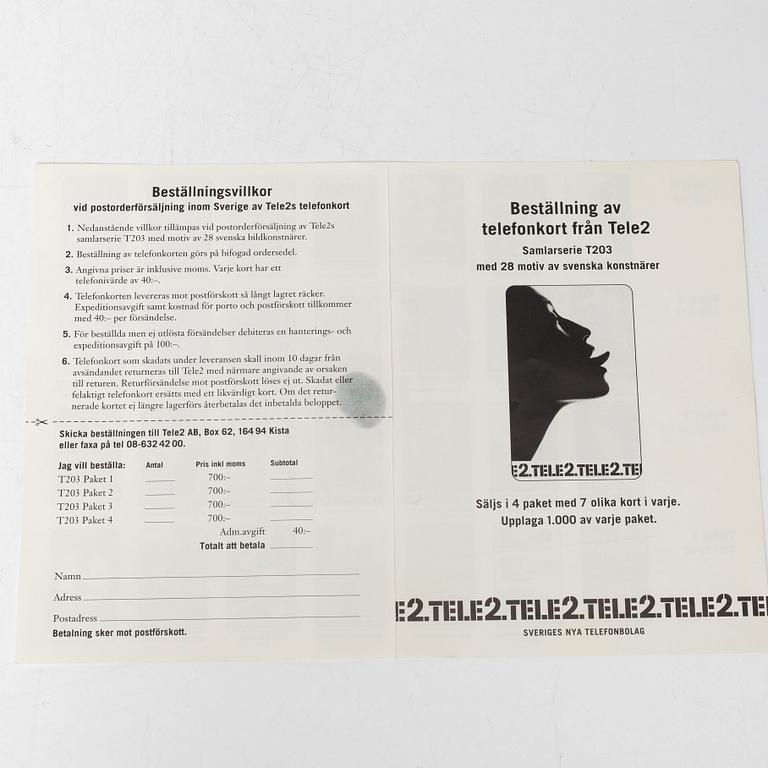 Beställningsvillkor
vid postorderförsäljning inom Sverige av Tele2s telefonkort
1. Nedanstående villkor tillämpas vid postorderförsäljning av Tele2s
samlarserie T203 med motiv av 28 svenska bildkonstnärer.
2. Beställning av telefonkorten görs på bifogad ordersedel.
3. Angivna priser är inklusive moms. Varje kort har ett
telefonivärde av 40:–.
4. Telefonkorten levereras mot postförskott så långt lagret räcker.
Expeditionsavgift samt kostnad för porto och postförskott tillkommer
med 40:– per försändelse.
5. För beställda men ej utlösta försändelser debiteras en hanterings- och
expeditionsavgift på 100:–.
6. Telefonkort som skadats under leveransen skall inom 10 dagar från
avsändandet returneras till Tele2 med närmare angivande av orsaken
till returen. Returförsändelse mot postförskott löses ej ut. Skadat eller
felaktigt telefonkort ersätts med ett likvärdigt kort. Om det retur-
nerade kortet ej längre lagerförs återbetalas det inbetalda beloppet.
Skicka beställningen till Tele2 AB, Box 62, 164 94 Kista
eller faxa på tel 08-632 42 00.
Jag vill beställa: Antal Pris inkl moms Subtotal
T203 Paket 1 700:–
T203 Paket 2 700:–
T203 Paket 3 700:–
T203 Paket 4 700:–
Adm.avgift 40:–
Totalt att betala
Namn
Adress
Postadress
Betalning sker mot postförskott.
Beställning av
telefonkort från Tele2
Samlarserie T203
med 28 motiv av svenska konstnärer
E2.TELE2.TELE2.TE
Säljs i 4 paket med 7 olika kort i varje.
Upplaga 1.000 av varje paket.
E2.TELE2.TELE2.TELE2.TELE2.TE
SVERIGES NYA TELEFONBOLAG